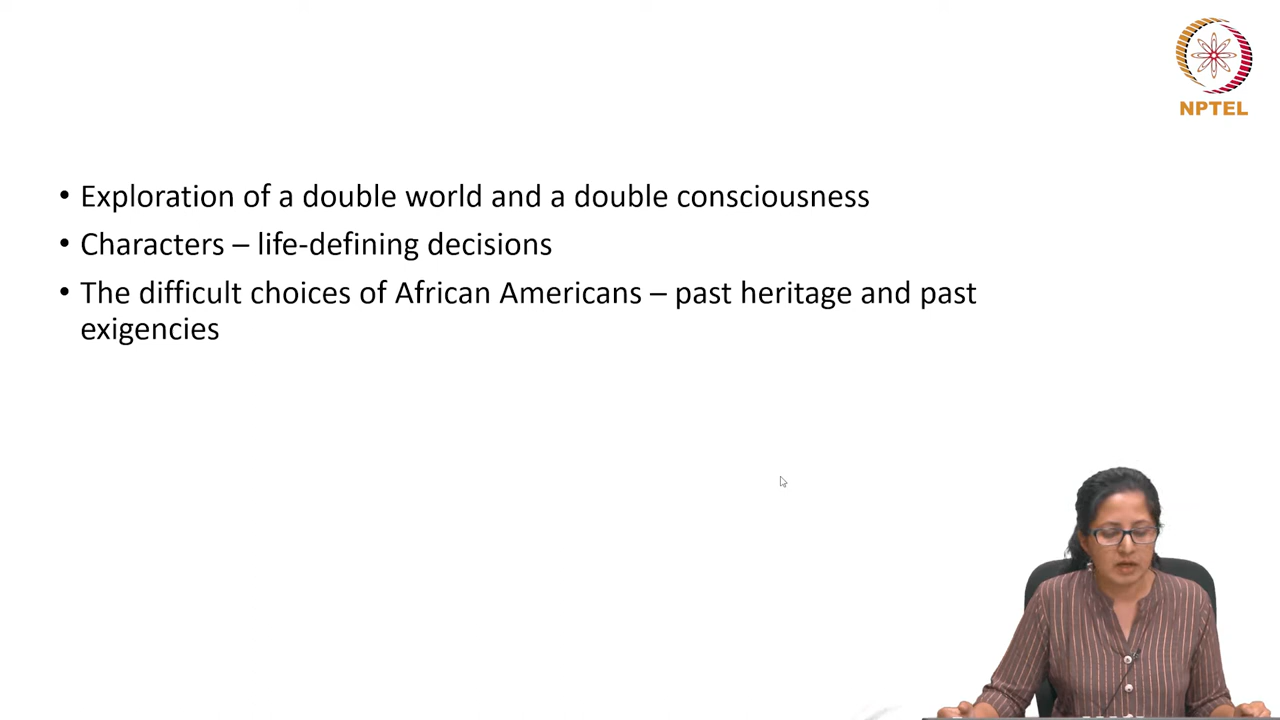 NPTEL
• Exploration of a double world and a double consciousness
• Characters – life-defining decisions
• The difficult choices of African Americans – past heritage and past
exigencies